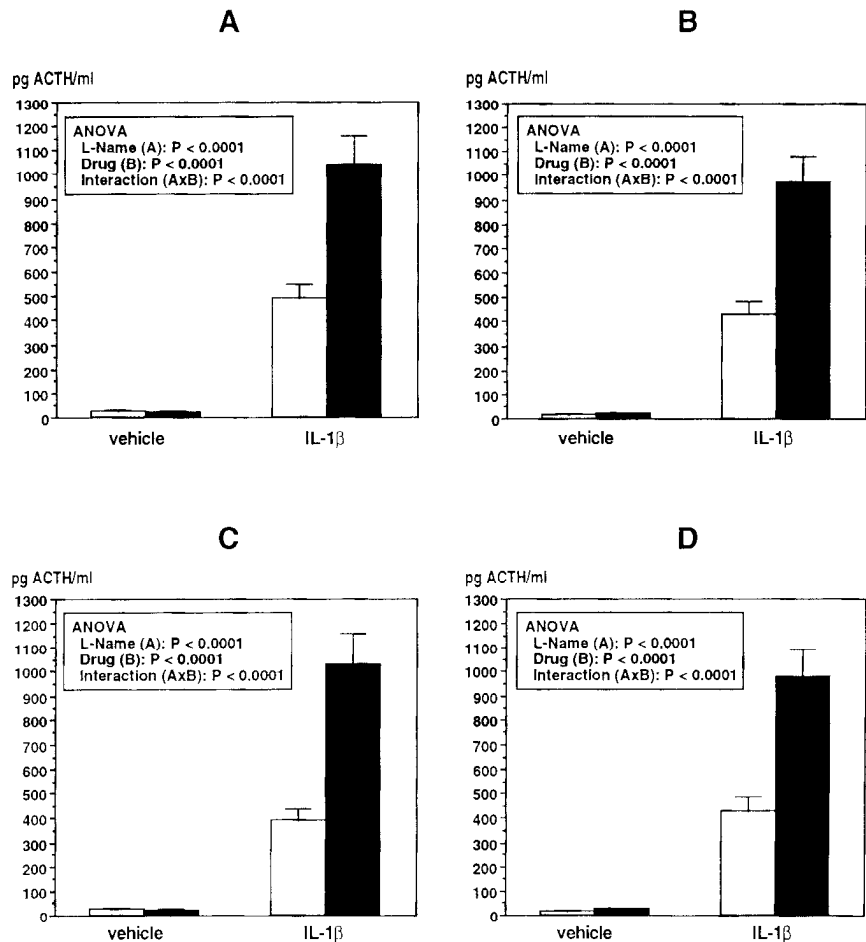 A
pg ACTH/ml
1300
1200
1100
1000
900
800
700
600
500
400
300
200
100
0
ANOVA
L-Name (A): P < 0.0001
Drug (B): P < 0.0001
Interaction (AxB): P < 0.0001
vehicle
IL-1β
B
pg ACTH/ml
1300
1200
1100
1000
900
800
700
600
500
400
300
200
100
0
ANOVA
L-Name (A): P < 0.0001
Drug (B): P < 0.0001
Interaction (AxB): P < 0.0001
vehicle
IL-1β
C
pg ACTH/ml
1300
1200
1100
1000
900
800
700
600
500
400
300
200
100
0
ANOVA
L-Name (A): P < 0.0001
Drug (B): P < 0.0001
Interaction (AxB): P < 0.0001
vehicle
IL-1β
D
pg ACTH/ml
1300
1200
1100
1000
900
800
700
600
500
400
300
200
100
0
ANOVA
L-Name (A): P < 0.0001
Drug (B): P < 0.0001
Interaction (AxB): P < 0.0001
vehicle
IL-1β